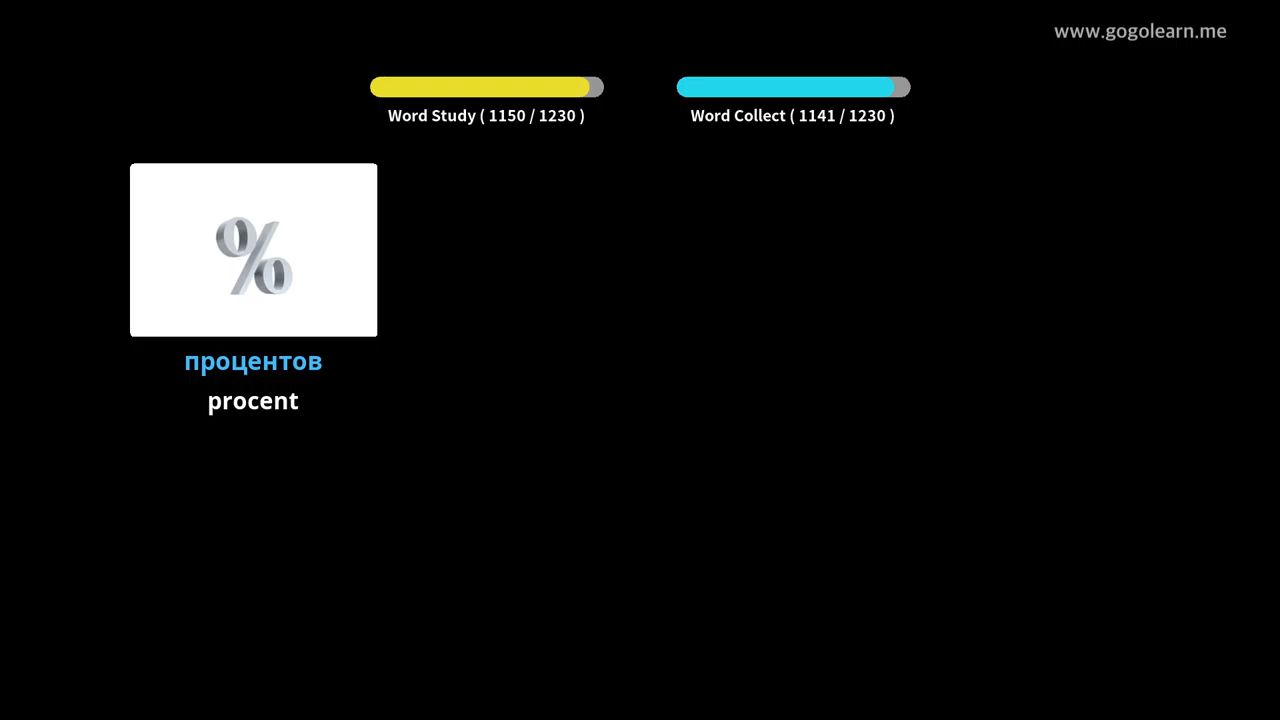 www.gogolearn.me
Word Study ( 1150 / 1230 )
Word Collect ( 1141 / 1230 )
%
процентов
procent